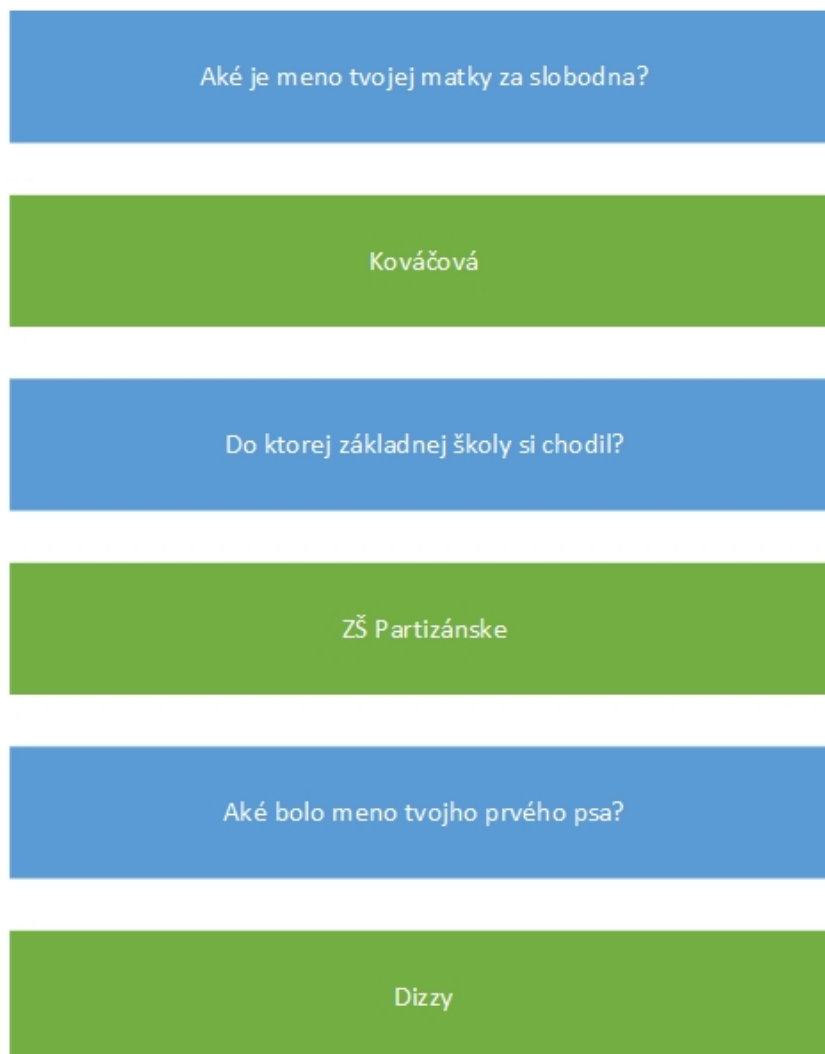 Aké je meno tvojej matky za slobodna?
Kováčová
Do ktorej základnej školy si chodil?
ZŠ Partizánske
Aké bolo meno tvojho prvého psa?
Dizzy